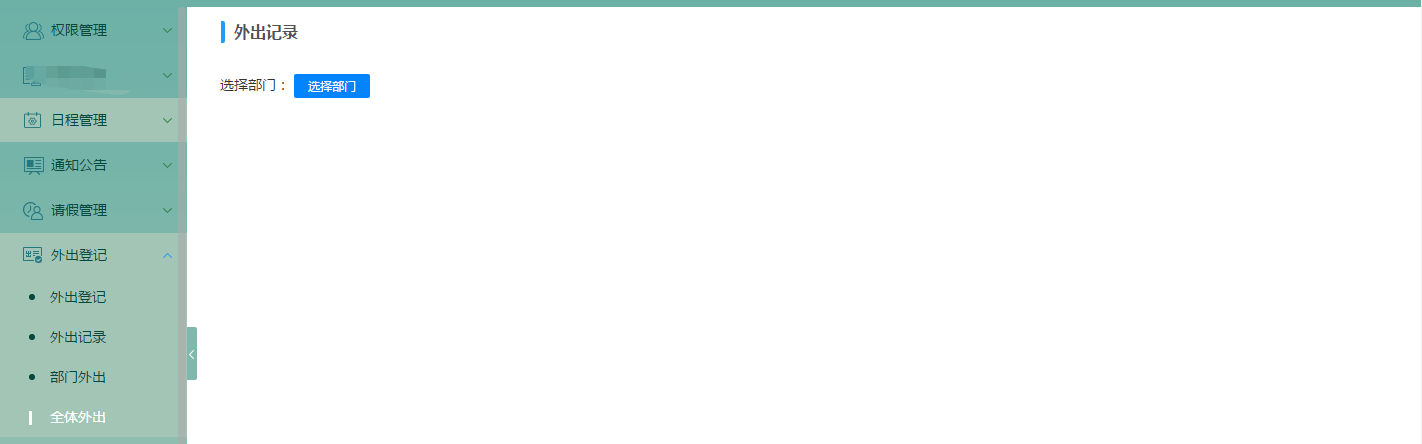 权限管理
日程管理
通知公告
请假管理
外出登记
外出登记
外出记录
部门外出
全体外出
外出记录
选择部门： 选择部门